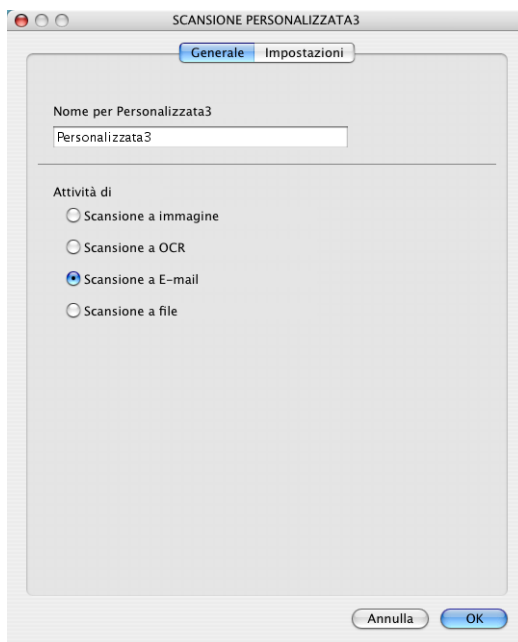 SCANSIONE PERSONALIZZATA3
Generale Impostazioni
Nome per Personalizzata3
Personalizzata3
Attività di
Scansione a immagine
Scansione a OCR
Scansione a E-mail
Scansione a file
Annulla OK